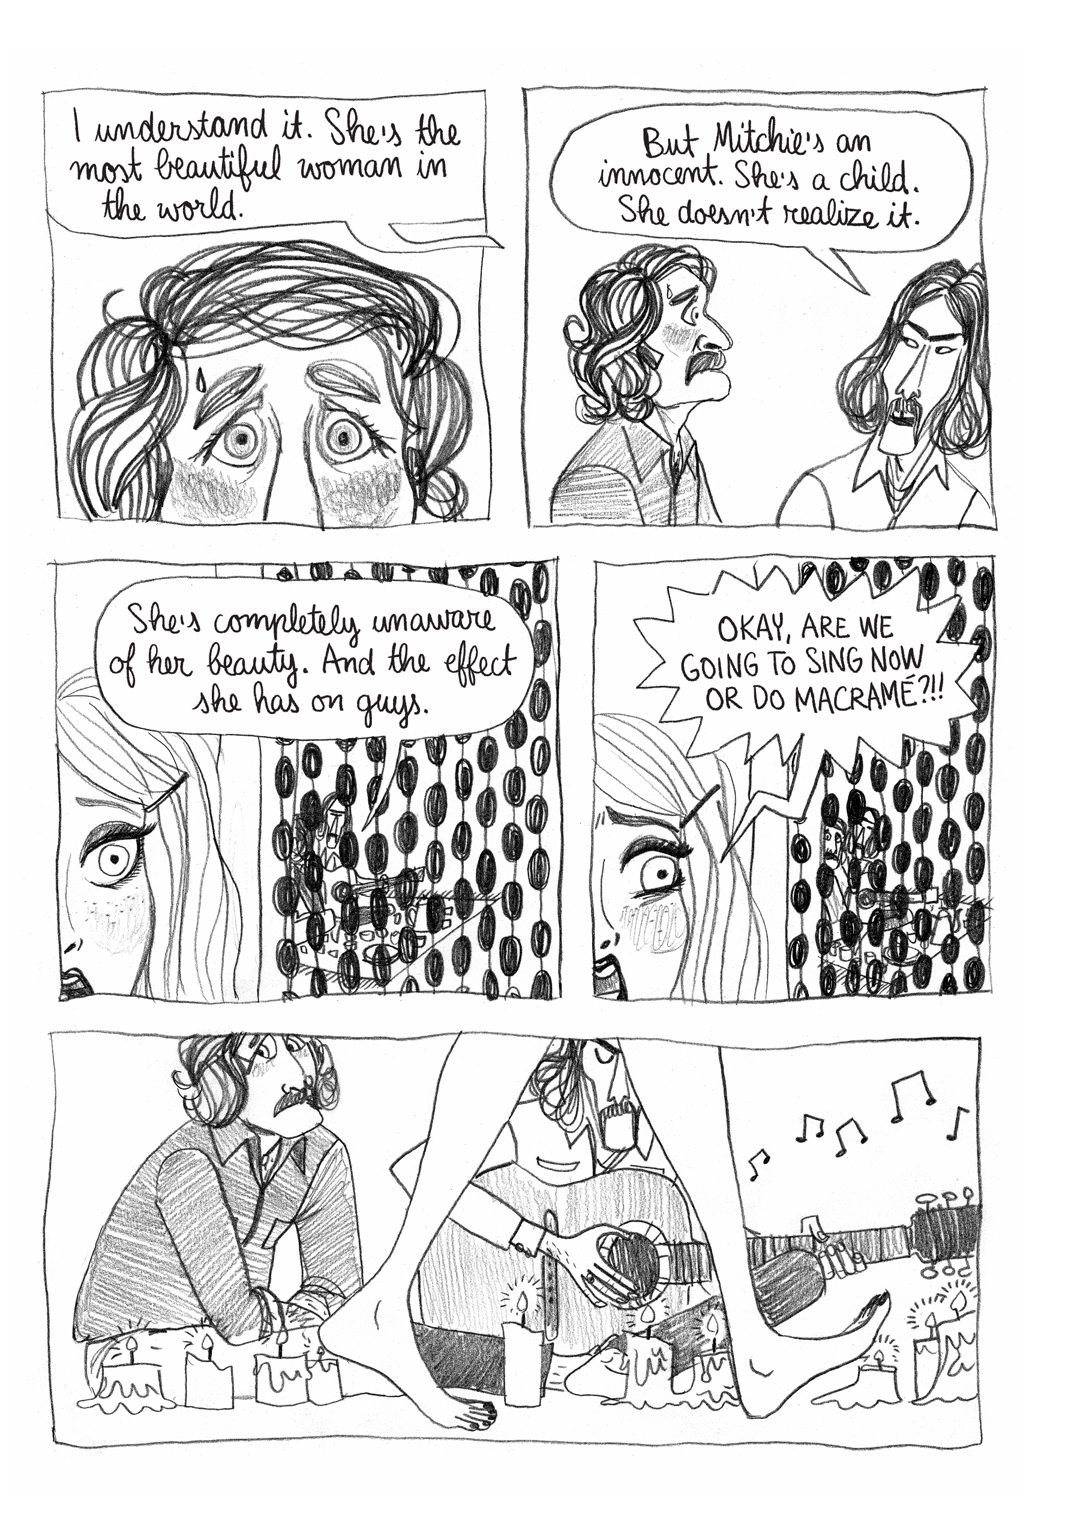 I understand it. She's the
most beautiful woman in
the world.
But Mitchie's an
innocent. She's a child.
She doesn't realize it.
She's completely unaware
of her beauty. And the effect
she has on guys.
OKAY, ARE WE
GOING TO SING NOW
OR DO MACRAMÉ?!!